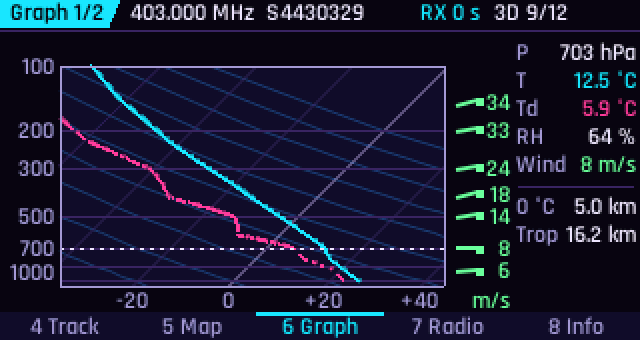 Graph 1/2 403.000 MHz S4430329 RX 0 s 3D 9/12
P 703 hPa
T 12.5 °C
Td 5.9 °C
RH 64 %
Wind 8 m/s
0 °C 5.0 km
Trop 16.2 km
100
200
300
500
700
1000
34
33
24
18
14
8
6
-20 0 +20 +40 m/s
4 Track 5 Map 6 Graph 7 Radio 8 Info